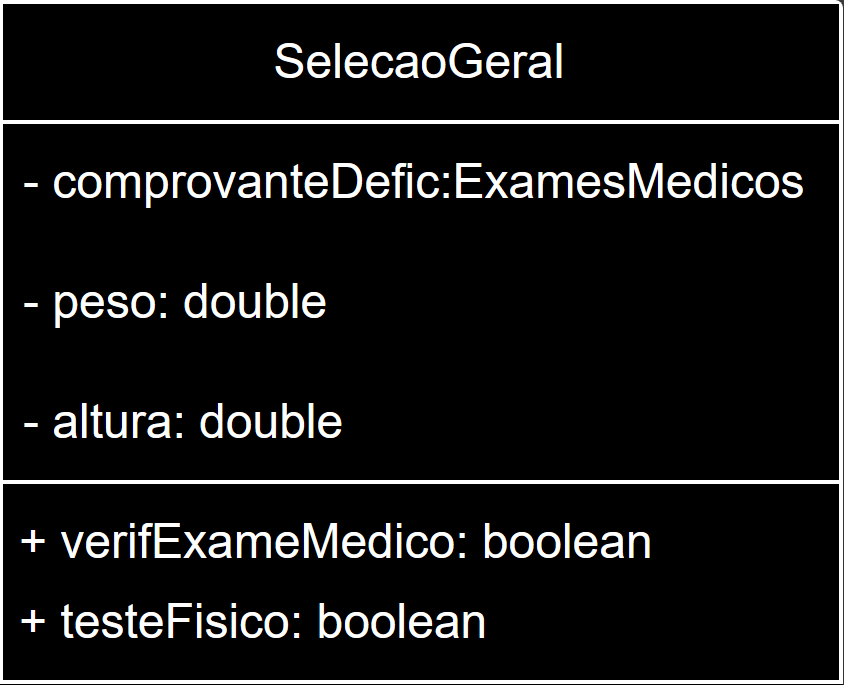 SelecaoGeral
- comprovanteDefic:ExamesMedicos
- peso: double
- altura: double
+ verifExameMedico: boolean
+ testeFisico: boolean